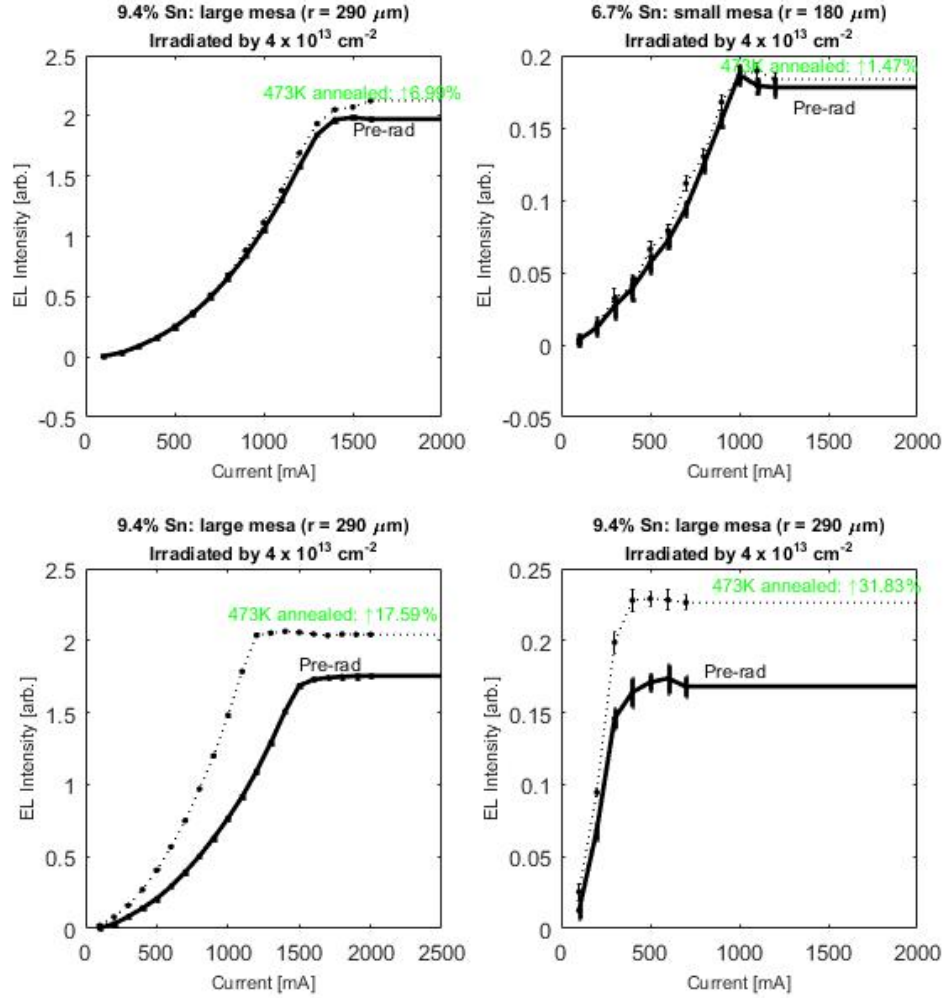 9.4% Sn: large mesa (r = 290 μm)
Irradiated by 4 x 10¹³ cm⁻²
2.5
2
1.5
1
0.5
0
-0.5
EL Intensity [arb.]
473K annealed: ↑6.99%
Pre-rad
0 500 1000 1500 2000
Current [mA]
6.7% Sn: small mesa (r = 180 μm)
Irradiated by 4 x 10¹³ cm⁻²
0.2
0.15
0.1
0.05
0
-0.05
EL Intensity [arb.]
473K annealed: ↑1.47%
Pre-rad
0 500 1000 1500 2000
Current [mA]
9.4% Sn: large mesa (r = 290 μm)
Irradiated by 4 x 10¹³ cm⁻²
2.5
2
1.5
1
0.5
0
EL Intensity [arb.]
473K annealed: ↑17.59%
Pre-rad
0 500 1000 1500 2000 2500
Current [mA]
9.4% Sn: large mesa (r = 290 μm)
Irradiated by 4 x 10¹³ cm⁻²
0.25
0.2
0.15
0.1
0.05
0
EL Intensity [arb.]
473K annealed: ↑31.83%
Pre-rad
0 500 1000 1500 2000
Current [mA]